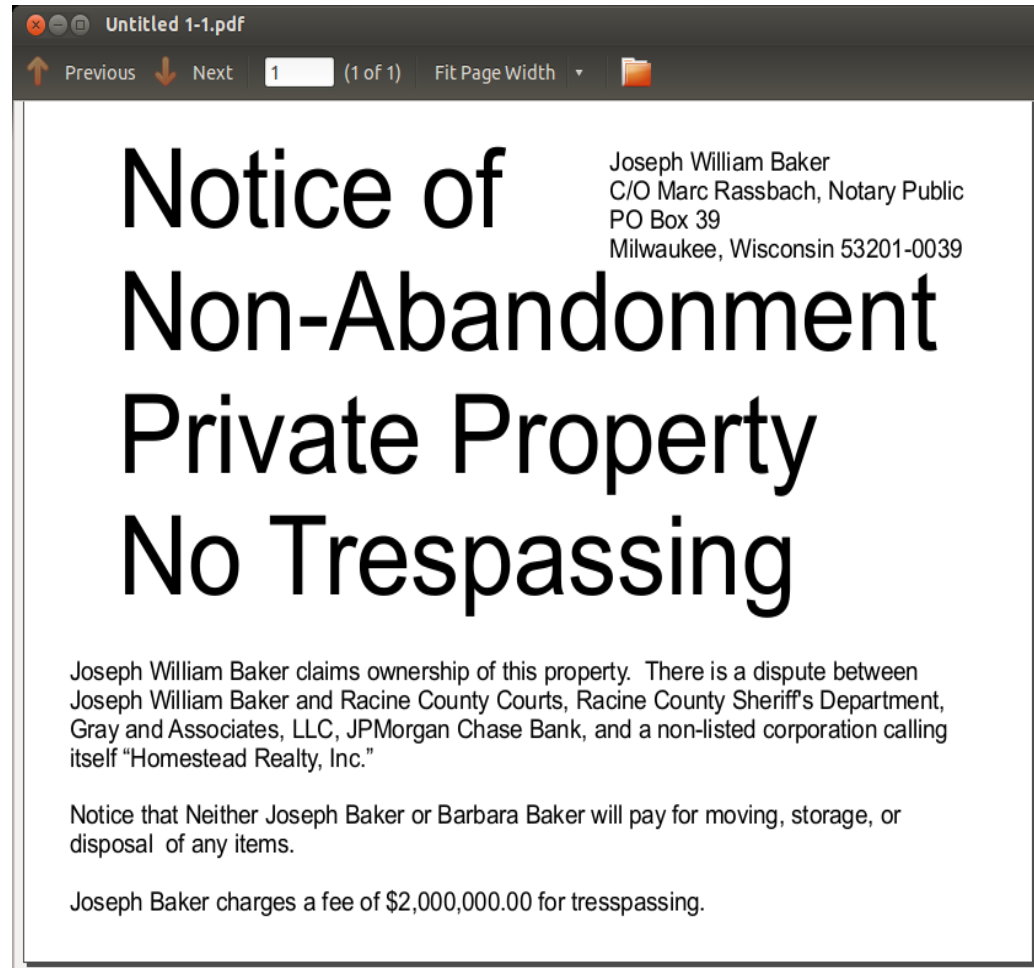 Untitled 1-1.pdf
Previous Next 1 (1 of 1) Fit Page Width
Notice of
Joseph William Baker
C/O Marc Rassbach, Notary Public
PO Box 39
Milwaukee, Wisconsin 53201-0039
Non-Abandonment
Private Property
No Trespassing
Joseph William Baker claims ownership of this property.  There is a dispute between
Joseph William Baker and Racine County Courts, Racine County Sheriff's Department,
Gray and Associates, LLC, JPMorgan Chase Bank, and a non-listed corporation calling
itself “Homestead Realty, Inc.”
Notice that Neither Joseph Baker or Barbara Baker will pay for moving, storage, or
disposal  of any items.
Joseph Baker charges a fee of $2,000,000.00 for tresspassing.